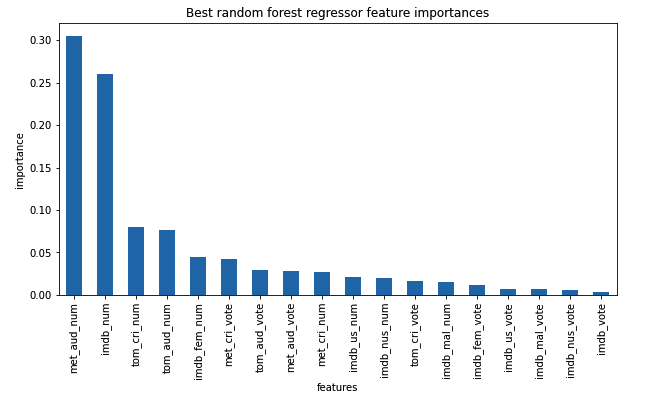 Best random forest regressor feature importances
0.30
0.25
0.20
0.15
0.10
0.05
0.00
importance
met_aud_num
imdb_num
tom_cri_num
tom_aud_num
imdb_fem_num
met_cri_vote
tom_aud_vote
met_aud_vote
met_cri_num
imdb_us_num
imdb_nus_num
tom_cri_vote
imdb_mal_num
imdb_fem_vote
imdb_us_vote
imdb_mal_vote
imdb_nus_vote
imdb_vote
features